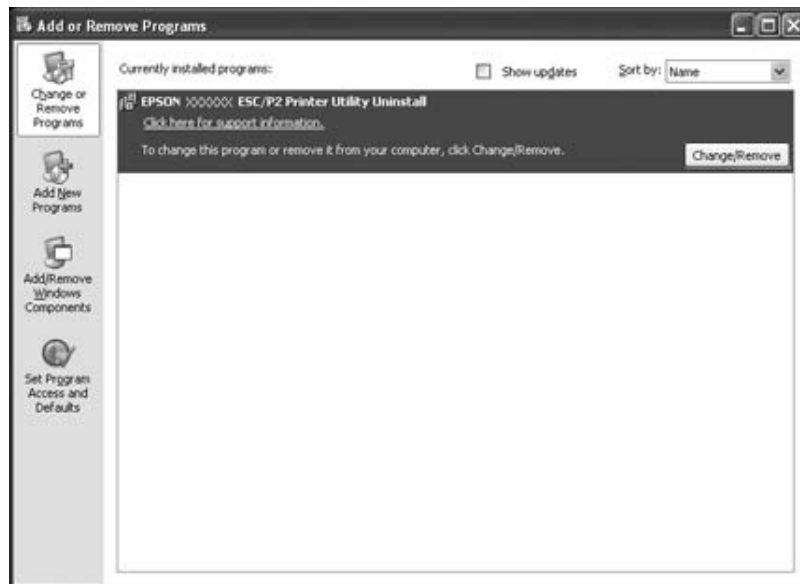 Add or Remove Programs
Change or
Remove
Programs
Add New
Programs
Add/Remove
Windows
Components
Set Program
Access and
Defaults
Currently installed programs:
Show updates
Sort by: Name
EPSON XXXXXX ESC/P2 Printer Utility Uninstall
Click here for support information.
To change this program or remove it from your computer, click Change/Remove.
Change/Remove